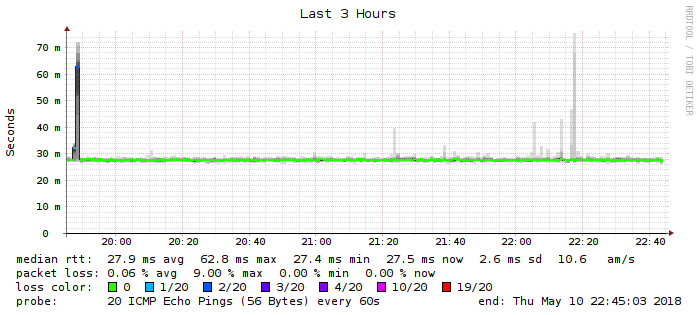 Last 3 Hours
RRDTOOL / TOBI OETIKER
Seconds
70 m
60 m
50 m
40 m
30 m
20 m
10 m
0
20:00 20:20 20:40 21:00 21:20 21:40 22:00 22:20 22:40
median rtt: 27.9 ms avg 62.8 ms max 27.4 ms min 27.5 ms now 2.6 ms sd 10.6 am/s
packet loss: 0.06 % avg 9.00 % max 0.00 % min 0.00 % now
loss color: 0 1/20 2/20 3/20 4/20 10/20 19/20
probe: 20 ICMP Echo Pings (56 Bytes) every 60s end: Thu May 10 22:45:03 2018